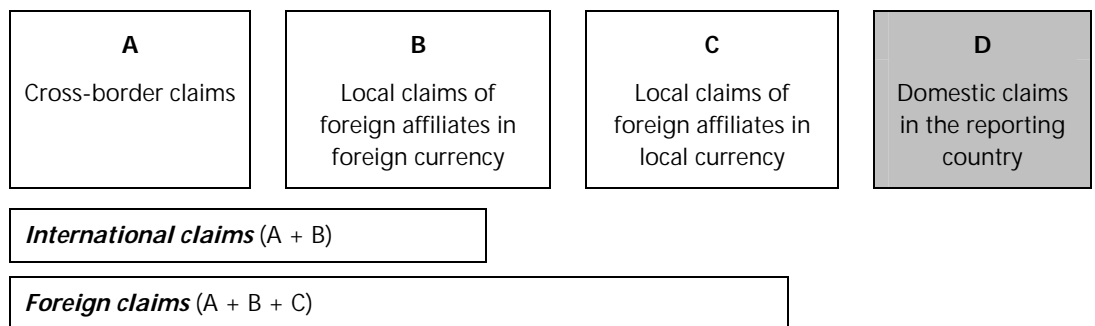 A
Cross-border claims
B
Local claims of
foreign affiliates in
foreign currency
C
Local claims of
foreign affiliates in
local currency
D
Domestic claims
in the reporting
country
International claims (A + B)
Foreign claims (A + B + C)